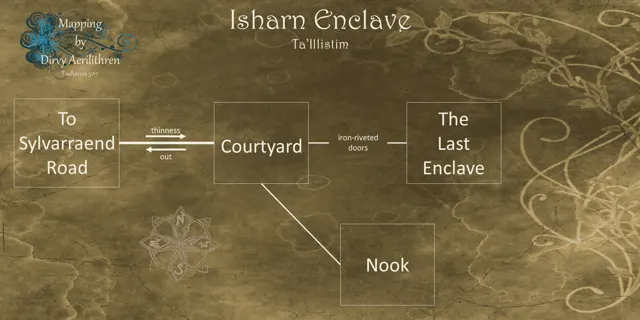 Isharn Enclave
Ta'Illistim
Mapping
by
Dirvy Aerilithren
To
Sylvarraend
Road
thinness
out
Courtyard
iron-riveted
doors
The
Last
Enclave
Nook
N
S